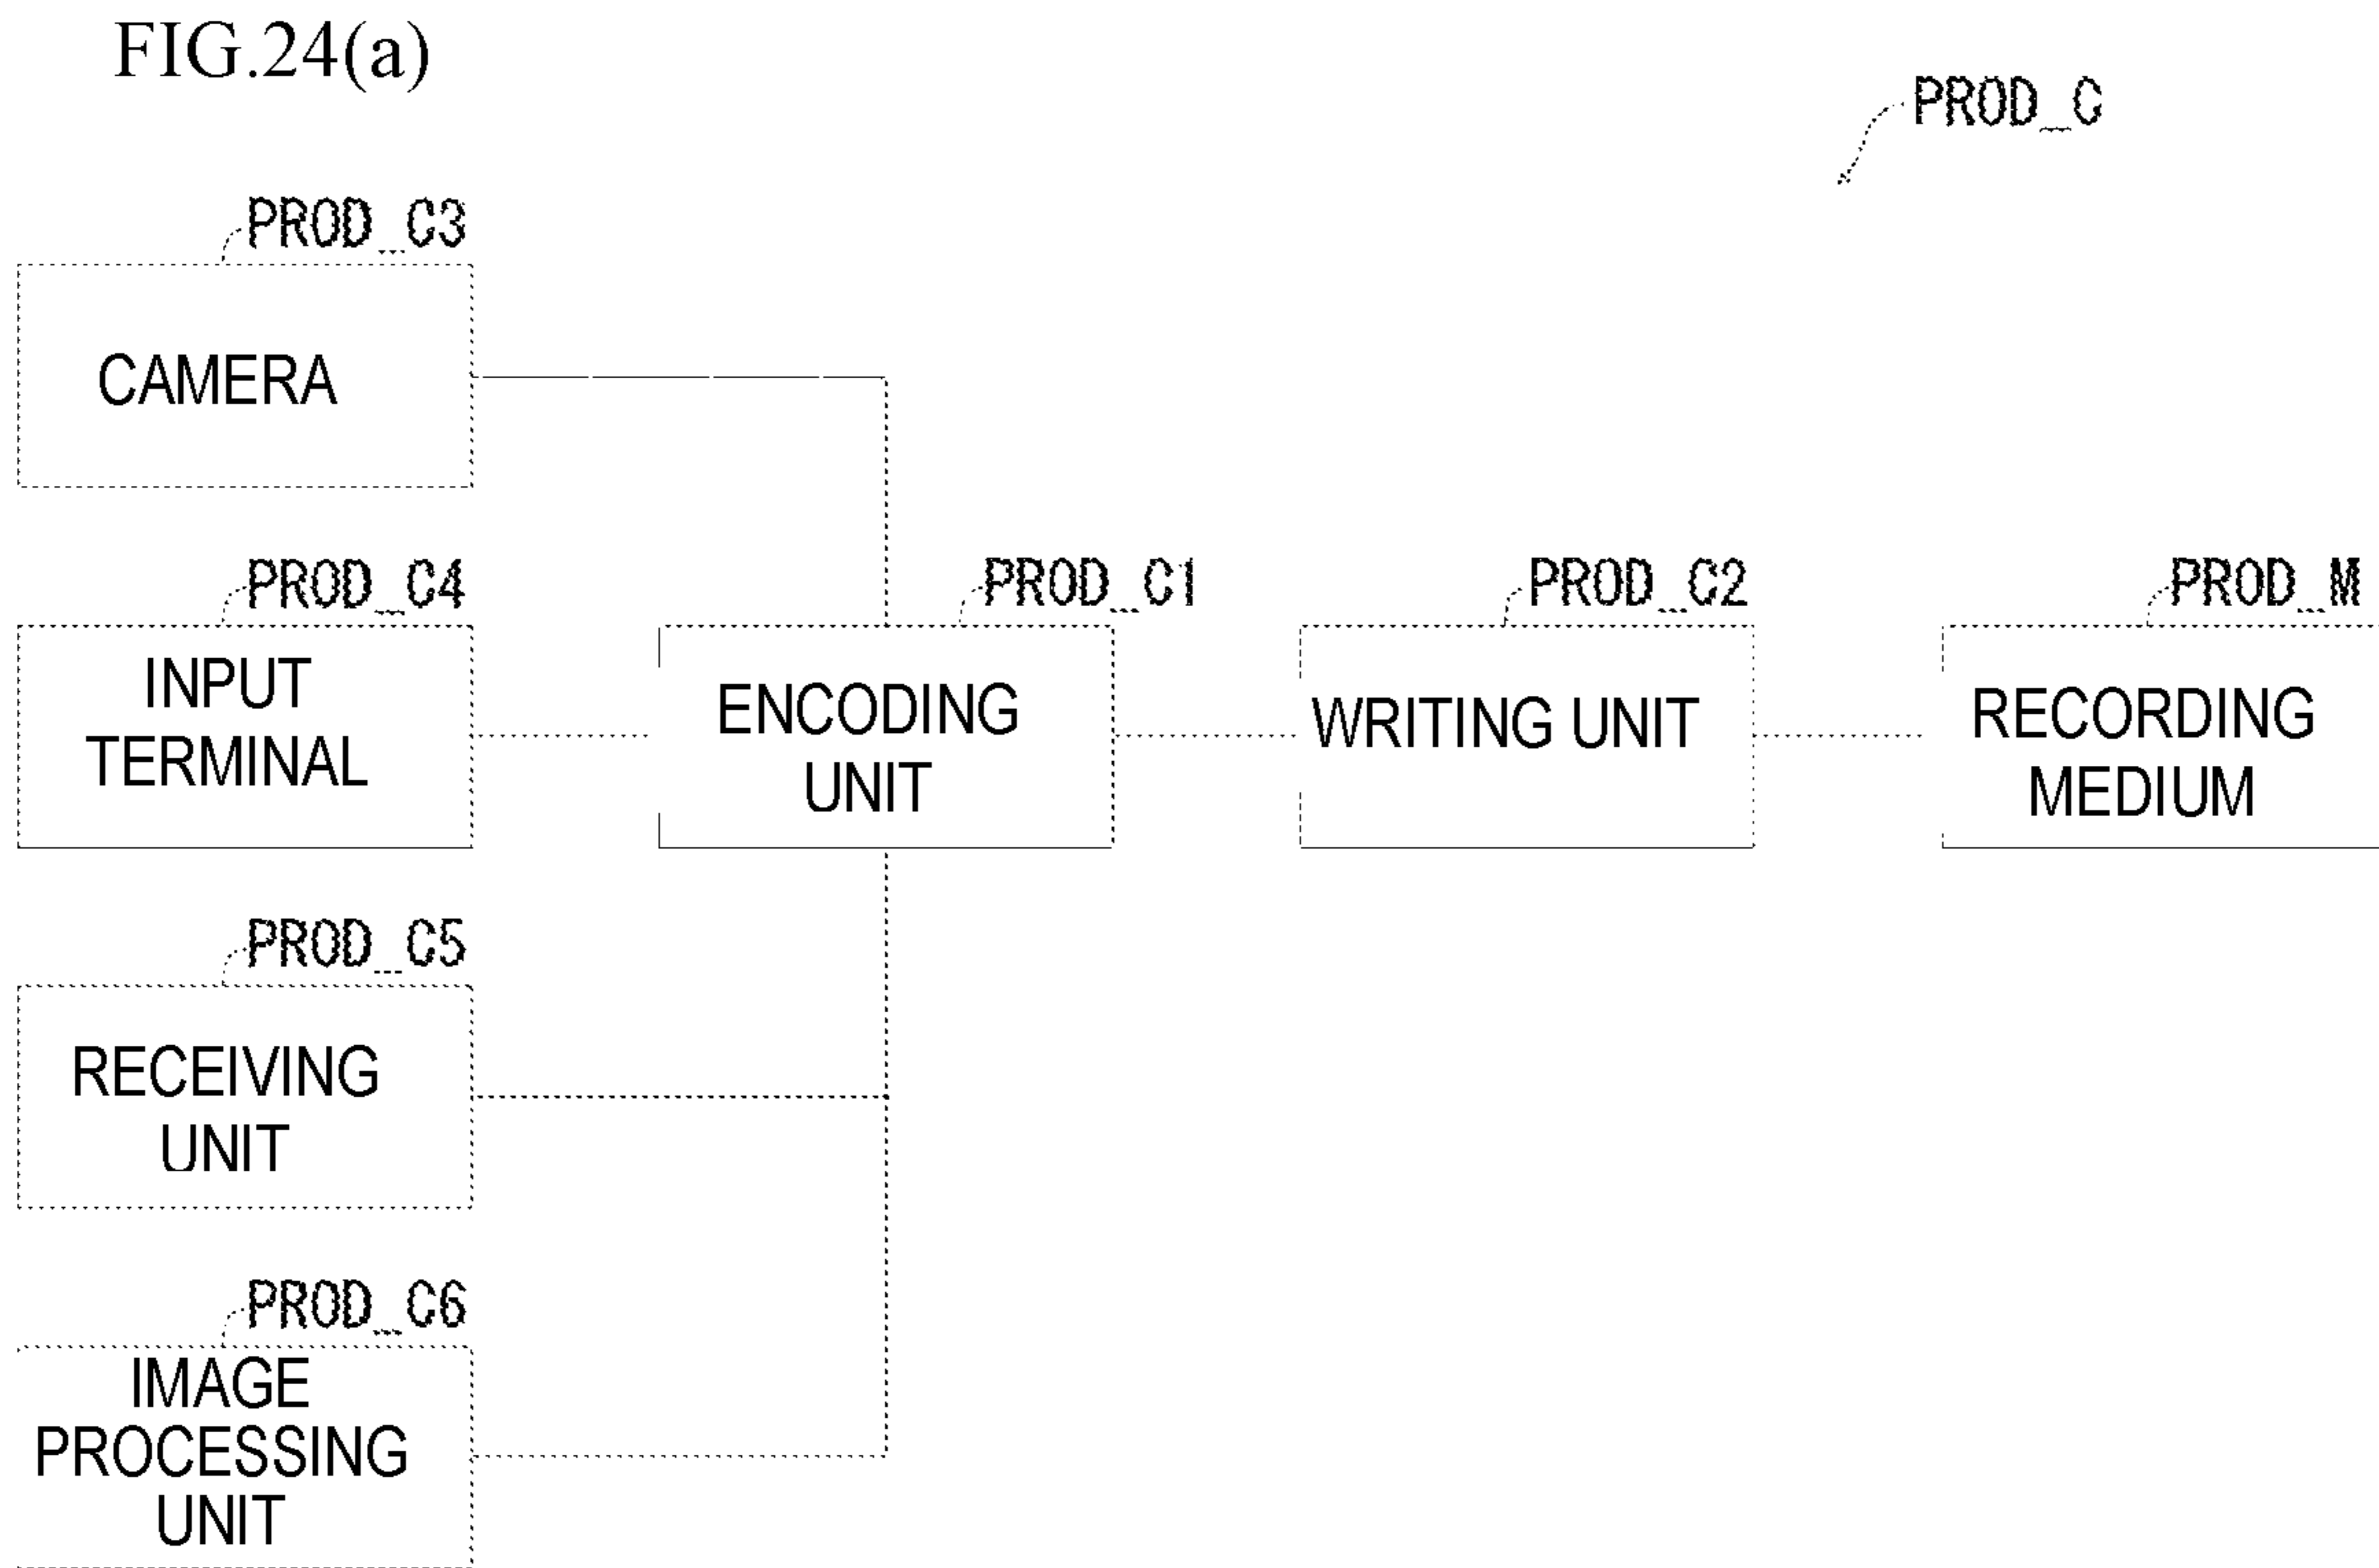 FIG.24(a)
PROD_C
PROD_C3
CAMERA
PROD_C4
INPUT
TERMINAL
PROD_C1
ENCODING
UNIT
PROD_C2
WRITING UNIT
PROD_M
RECORDING
MEDIUM
PROD_C5
RECEIVING
UNIT
PROD_C6
IMAGE
PROCESSING
UNIT